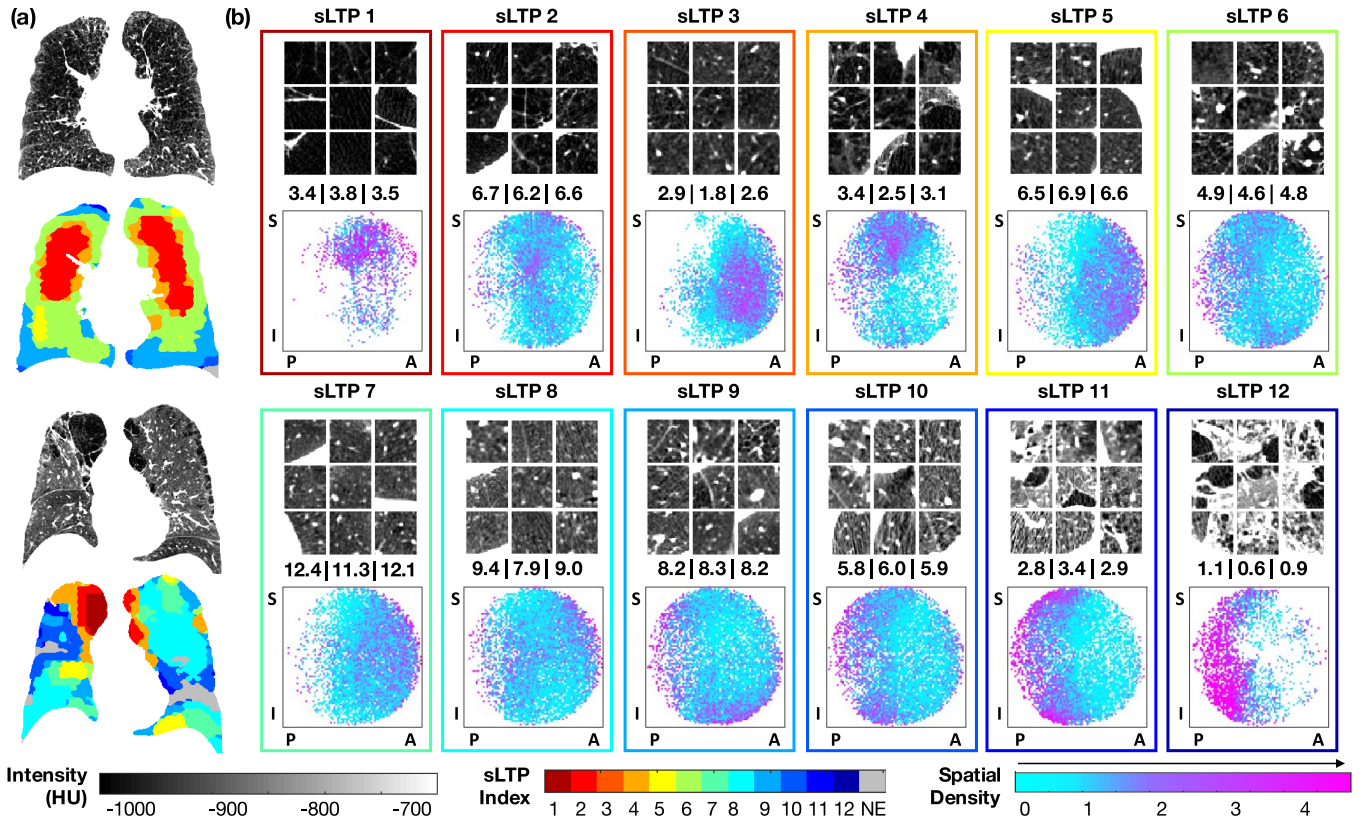 (a)
(b)
sLTP 1 sLTP 2 sLTP 3 sLTP 4 sLTP 5 sLTP 6
3.4 | 3.8 | 3.5 6.7 | 6.2 | 6.6 2.9 | 1.8 | 2.6 3.4 | 2.5 | 3.1 6.5 | 6.9 | 6.6 4.9 | 4.6 | 4.8
S S S S S S
I I I I I I
P A P A P A P A P A P A
sLTP 7 sLTP 8 sLTP 9 sLTP 10 sLTP 11 sLTP 12
12.4 | 11.3 | 12.1 9.4 | 7.9 | 9.0 8.2 | 8.3 | 8.2 5.8 | 6.0 | 5.9 2.8 | 3.4 | 2.9 1.1 | 0.6 | 0.9
S S S S S S
I I I I I I
P A P A P A P A P A P A
Intensity
(HU)
-1000 -900 -800 -700
sLTP
Index
1 2 3 4 5 6 7 8 9 10 11 12 NE
Spatial
Density
0 1 2 3 4